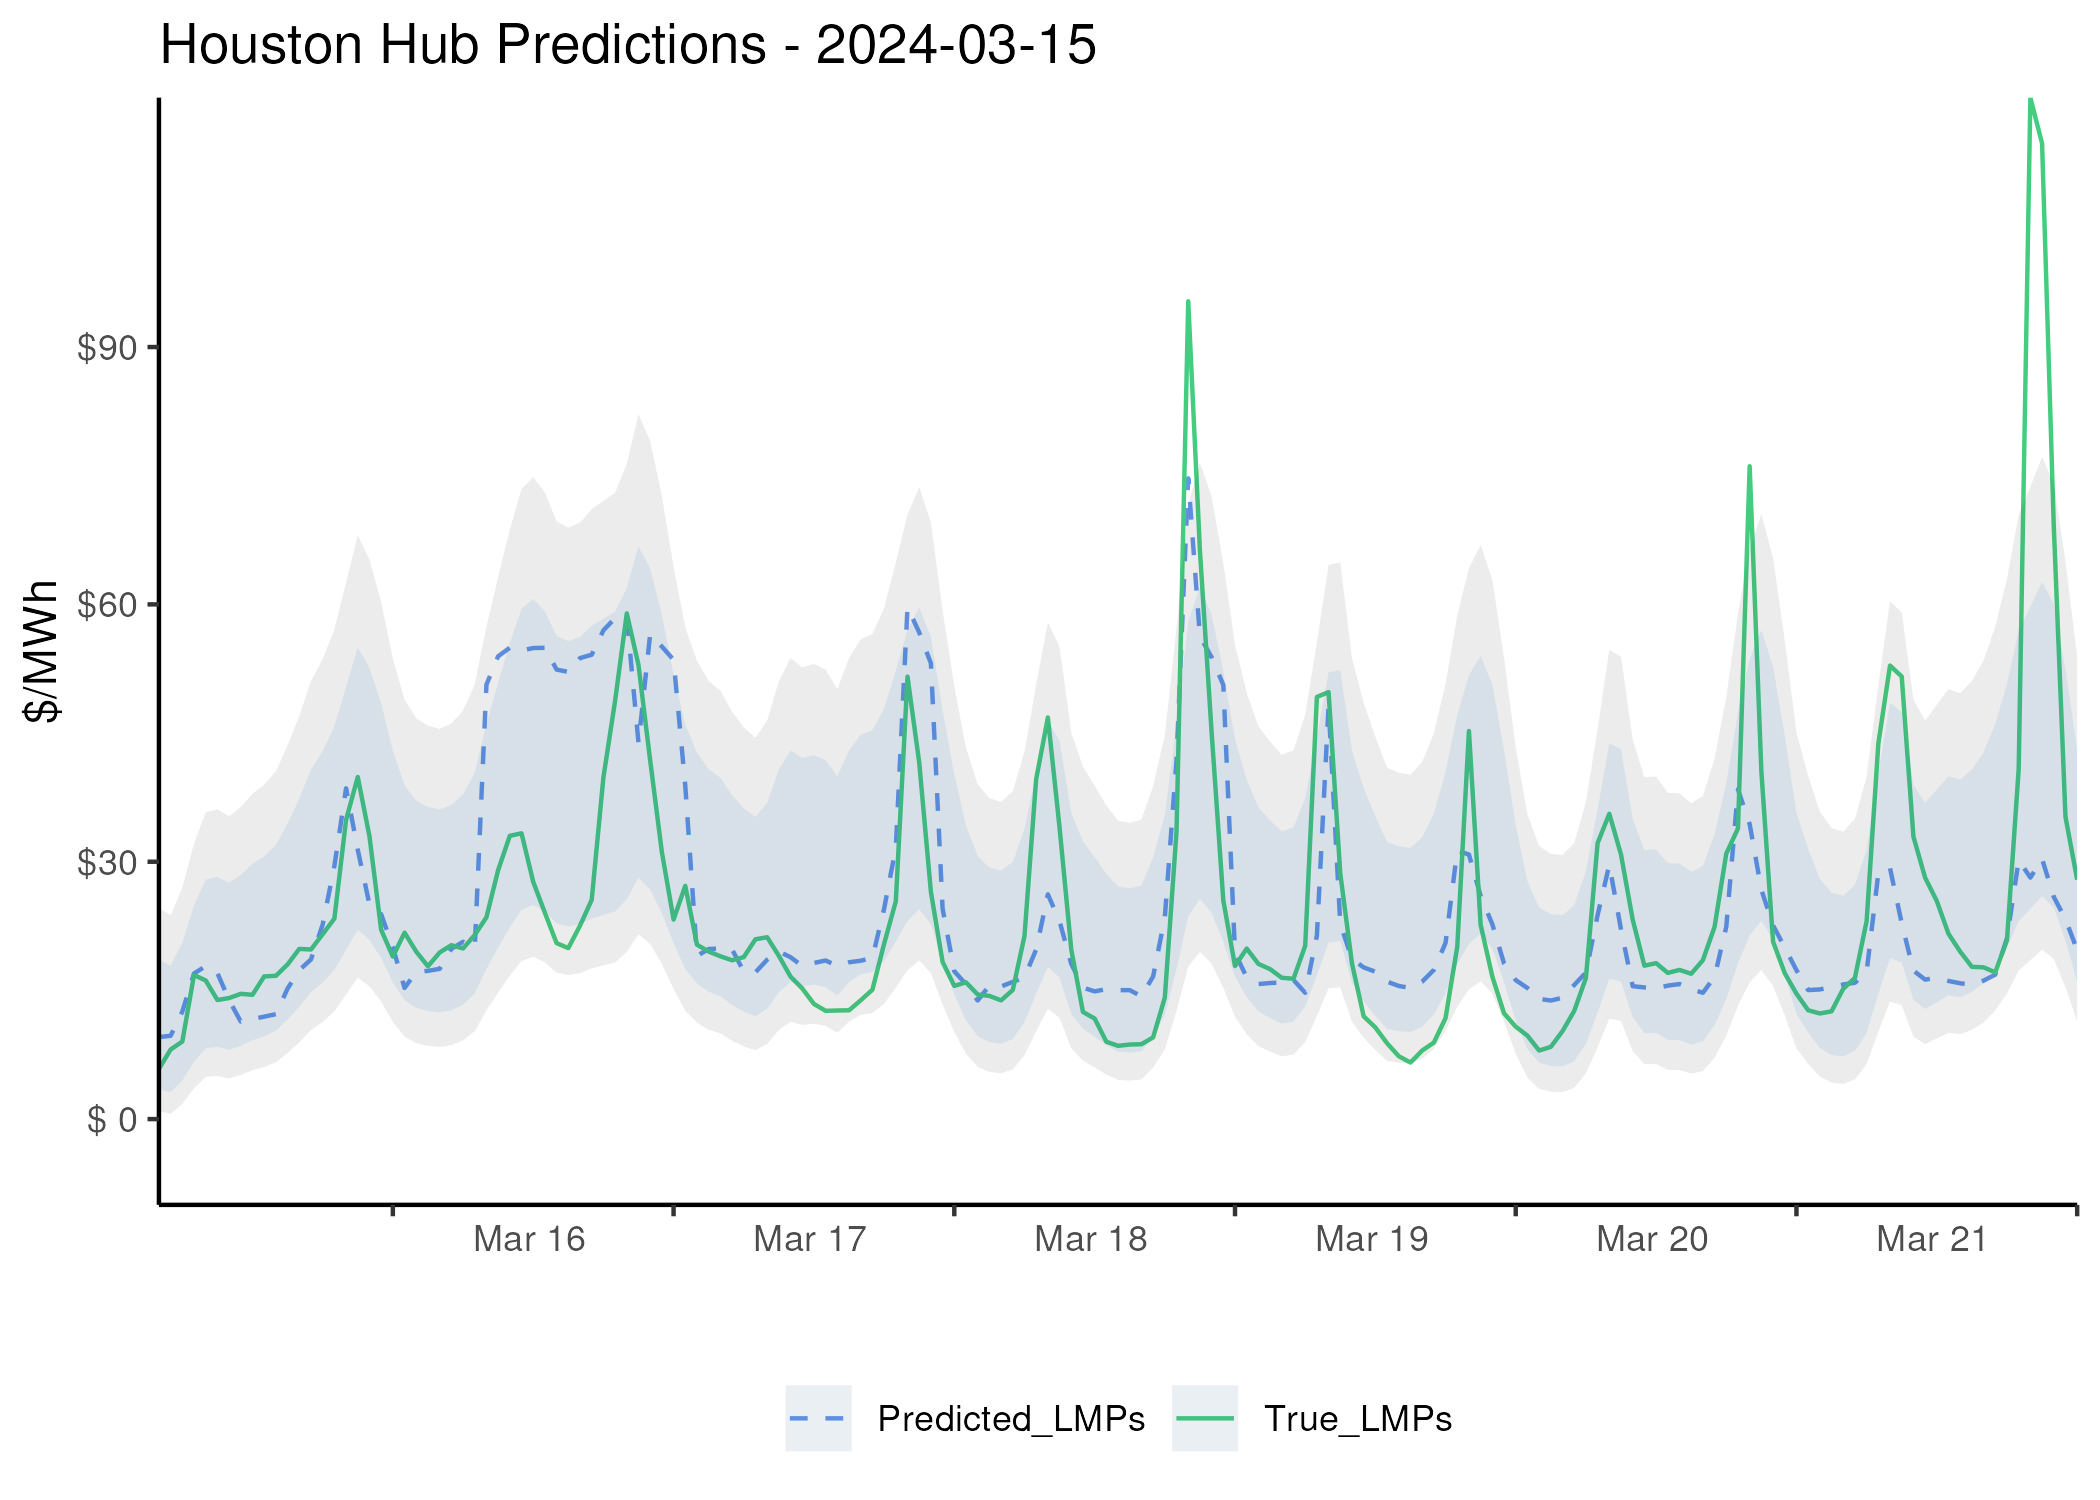 Houston Hub Predictions - 2024-03-15
$/MWh
$90
$60
$30
$ 0
Mar 16
Mar 17
Mar 18
Mar 19
Mar 20
Mar 21
Predicted_LMPs
True_LMPs